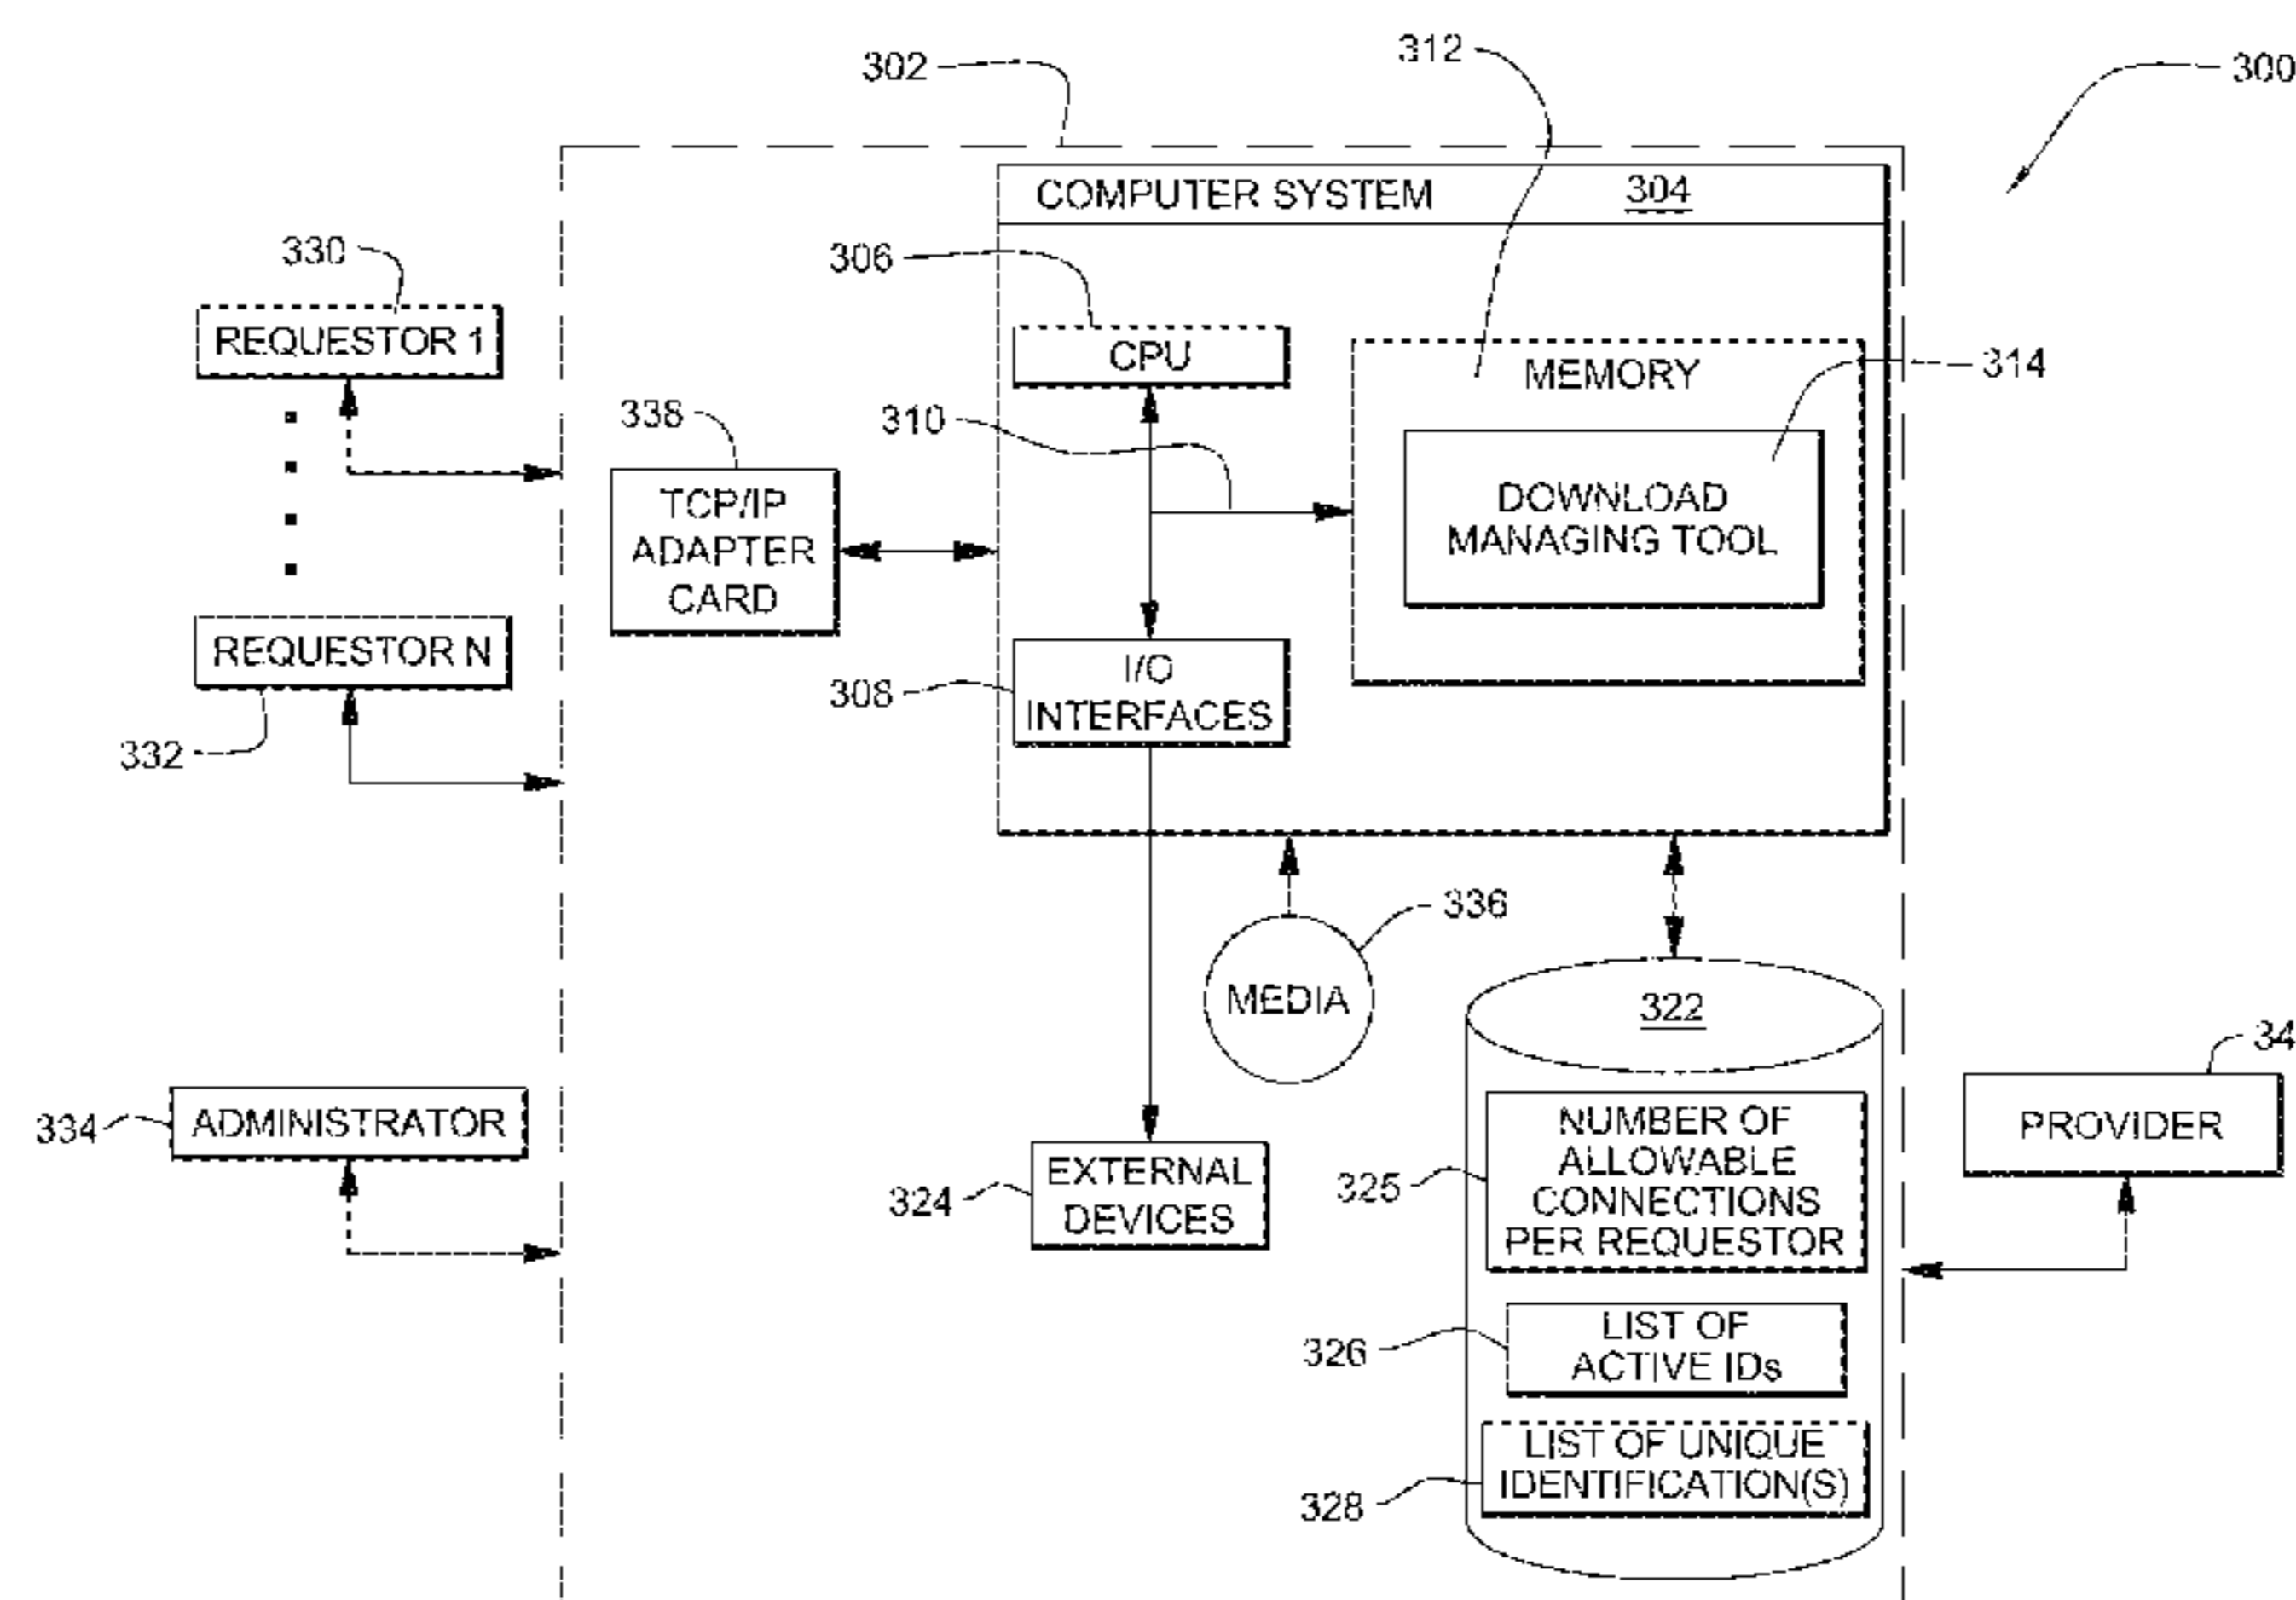 302
312
300
COMPUTER SYSTEM 304
330
306
REQUESTOR 1
CPU
MEMORY
314
338
310
TCP/IP
ADAPTER
CARD
DOWNLOAD
MANAGING TOOL
REQUESTOR N
332
308
I/O
INTERFACES
336
MEDIA
322
34
334
ADMINISTRATOR
324
EXTERNAL
DEVICES
325
NUMBER OF
ALLOWABLE
CONNECTIONS
PER REQUESTOR
PROVIDER
326
LIST OF
ACTIVE IDs
328
LIST OF UNIQUE
IDENTIFICATION(S)